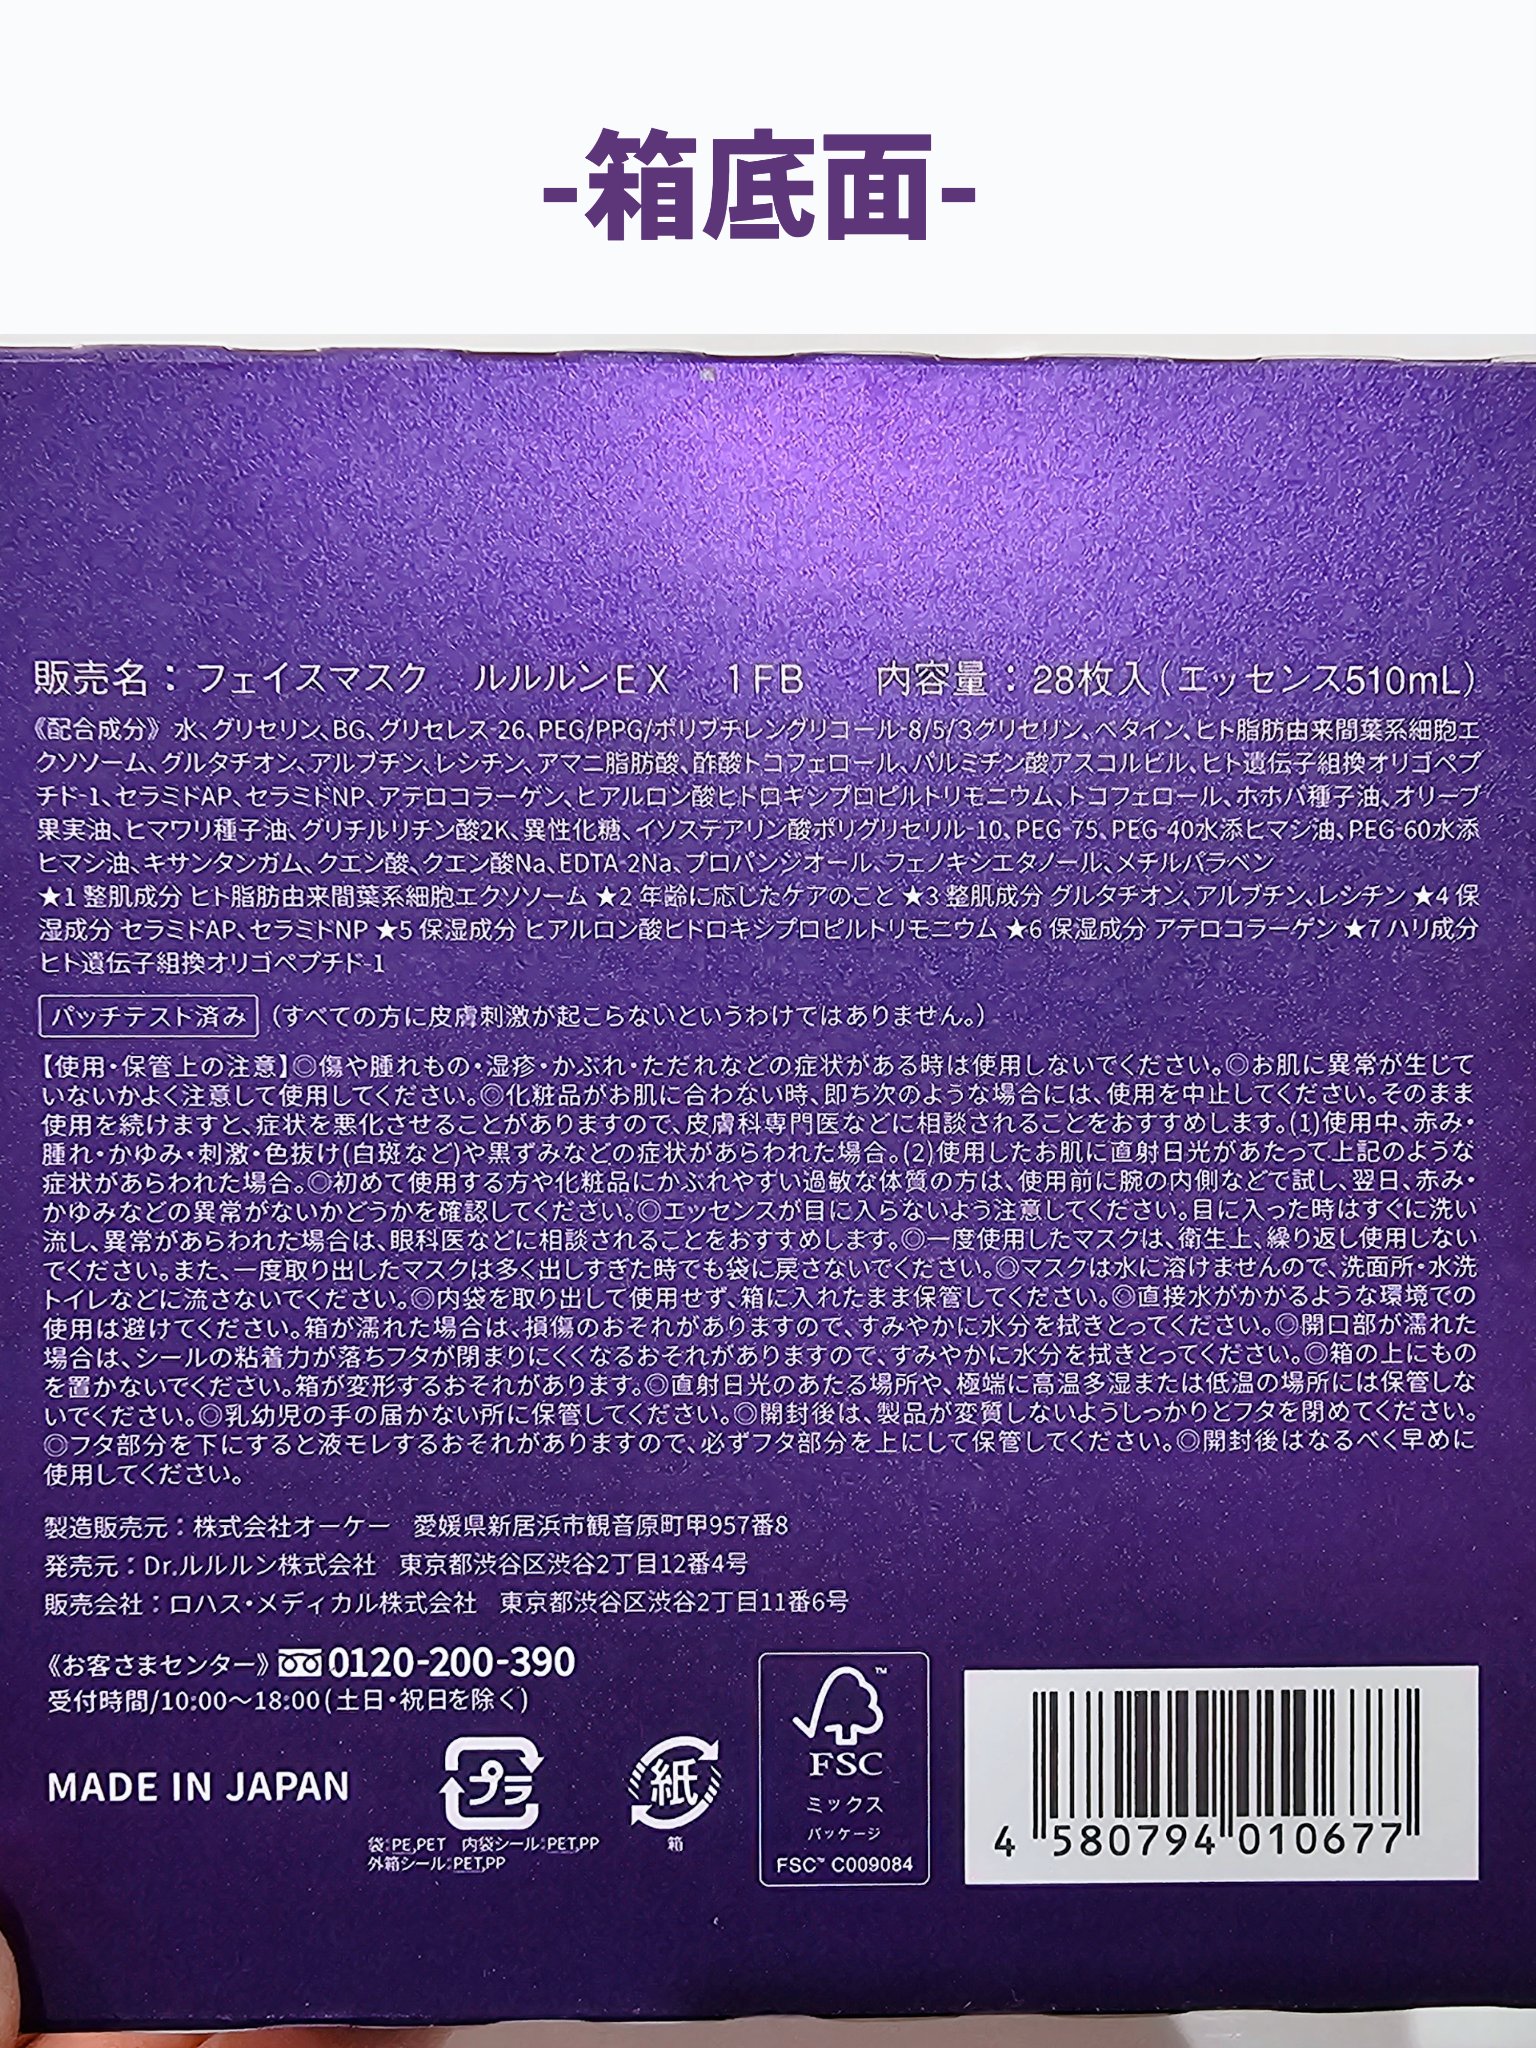 -箱底面-
販売名：フェイスマスク　ルルルンＥＸ　１ＦＢ　内容量：28枚入（エッセンス510mL）
《配合成分》水、グリセリン、BG、グリセレス-26、PEG/PPG/ポリブチレングリコール-8/5/3グリセリン、ベタイン、ヒト脂肪由来間葉系細胞エ
クソソーム、グルタチオン、アルブチン、レシチン、アマニ脂肪酸、酢酸トコフェロール、パルミチン酸アスコルビル、ヒト遺伝子組換オリゴペプ
チド-1、セラミドAP、セラミドNP、アテロコラーゲン、ヒアルロン酸ヒドロキシプロピルトリモニウム、トコフェロール、ホホバ種子油、オリーブ
果実油、ヒマワリ種子油、グリチルリチン酸2K、異性化糖、イソステアリン酸ポリグリセリル-10、PEG-75、PEG-40水添ヒマシ油、PEG-60水添
ヒマシ油、キサンタンガム、クエン酸、クエン酸Na、EDTA-2Na、プロパンジオール、フェノキシエタノール、メチルパラベン
★1 整肌成分 ヒト脂肪由来間葉系細胞エクソソーム ★2 年齢に応じたケアのこと ★3 整肌成分 グルタチオン、アルブチン、レシチン ★4 保
湿成分 セラミドAP、セラミドNP ★5 保湿成分 ヒアルロン酸ヒドロキシプロピルトリモニウム ★6 保湿成分 アテロコラーゲン ★7 ハリ成分
ヒト遺伝子組換オリゴペプチド-1
パッチテスト済み（すべての方に皮膚刺激が起こらないというわけではありません。）
【使用・保管上の注意】◎傷や腫れもの・湿疹・かぶれ・ただれなどの症状がある時は使用しないでください。◎お肌に異常が生じて
いないかよく注意して使用してください。◎化粧品がお肌に合わない時、即ち次のような場合には、使用を中止してください。そのまま
使用を続けますと、症状を悪化させることがありますので、皮膚科専門医などに相談されることをおすすめします。(1)使用中、赤み・
腫れ・かゆみ・刺激・色抜け(白斑など)や黒ずみなどの症状があらわれた場合。(2)使用したお肌に直射日光があたって上記のような
症状があらわれた場合。◎初めて使用する方や化粧品にかぶれやすい過敏な体質の方は、使用前に腕の内側などで試し、翌日、赤み・
かゆみなどの異常がないかどうかを確認してください。◎エッセンスが目に入らないよう注意してください。目に入った時はすぐに洗い
流し、異常があらわれた場合は、眼科医などに相談されることをおすすめします。◎一度使用したマスクは、衛生上、繰り返し使用しない
でください。また、一度取り出したマスクは多く出しすぎた時でも袋に戻さないでください。◎マスクは水に溶けませんので、洗面所・水洗
トイレなどに流さないでください。◎内袋を取り出して使用せず、箱に入れたまま保管してください。◎直接水がかかるような環境での
使用は避けてください。箱が濡れた場合は、損傷のおそれがありますので、すみやかに水分を拭きとってください。◎開口部が濡れた
場合は、シールの粘着力が落ちフタが閉まりにくくなるおそれがありますので、すみやかに水分を拭きとってください。◎箱の上にもの
を置かないでください。箱が変形するおそれがあります。◎直射日光のあたる場所や、極端に高温多湿または低温の場所には保管しな
いでください。◎乳幼児の手の届かない所に保管してください。◎開封後は、製品が変質しないようしっかりとフタを閉めてください。
◎フタ部分を下にすると液モレするおそれがありますので、必ずフタ部分を上にして保管してください。◎開封後はなるべく早めに
使用してください。
製造販売元：株式会社オーケー　愛媛県新居浜市観音原町甲957番8
発売元：Dr.ルルルン株式会社　東京都渋谷区渋谷2丁目12番4号
販売会社：ロハス・メディカル株式会社　東京都渋谷区渋谷2丁目11番6号
《お客さまセンター》0120-200-390
受付時間/10:00～18:00(土日・祝日を除く)
MADE IN JAPAN
プラ
袋:PE,PET　内袋シール:PET,PP
外箱シール:PET,PP
紙
箱
™
FSC
ミックス
パッケージ
FSC™ C009084
4 580794 010677